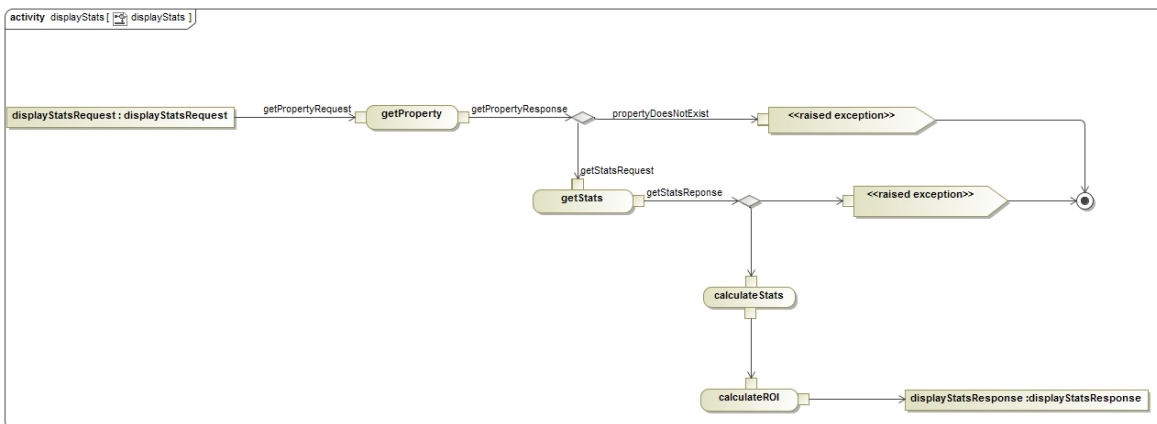 activity displayStats [ displayStats ]
getPropertyRequest
getPropertyResponse
propertyDoesNotExist
displayStatsRequest : displayStatsRequest
getProperty
<<raised exception>>
getStatsRequest
getStatsReponse
getStats
<<raised exception>>
calculateStats
calculateROI
displayStatsResponse :displayStatsResponse